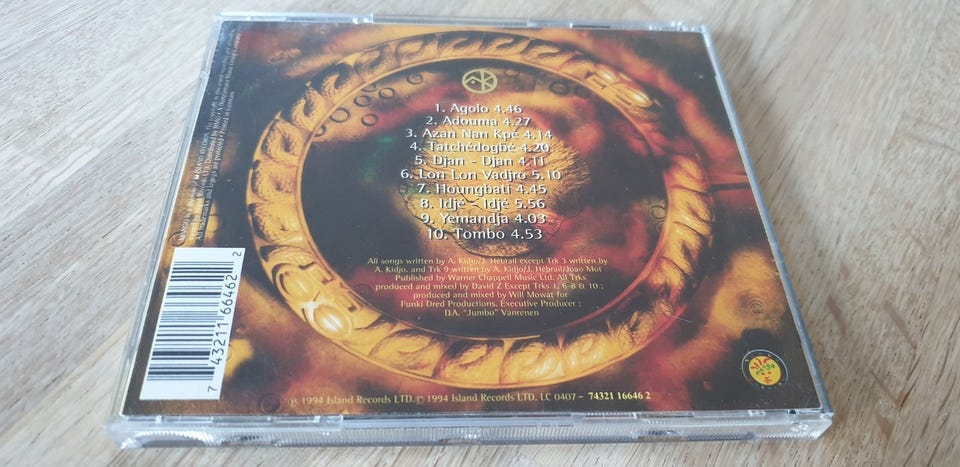 1. Agolo 4.46
2. Adouma 4.27
3. Azan Nan Kpé 4.14
4. Tatchédogbé 4.20
5. Djan - Djan 4.11
6. Lon Lon Vadjro 5.10
7. Houngbati 4.45
8. Idjé - Idjé 5.56
9. Yemandja 4.03
10. Tombo 4.53
All songs written by A. Kidjo/J. Hebrail except Trk 3 written by
A. Kidjo, and Trk 9 written by A. Kidjo/J. Hebrail/Joao Mot
Published by Warner Chappell Music Ltd. All Trks
produced and mixed by David Z Except Trks 1, 6-8 & 10 ;
produced and mixed by Will Mowat for
Funki Dred Productions. Executive Producer :
D.A. "Jumbo" Vanrenen
℗ 1994 Island Records LTD. © 1994 Island Records LTD. LC 0407 - 74321 16646 2
7 43211 66462 2